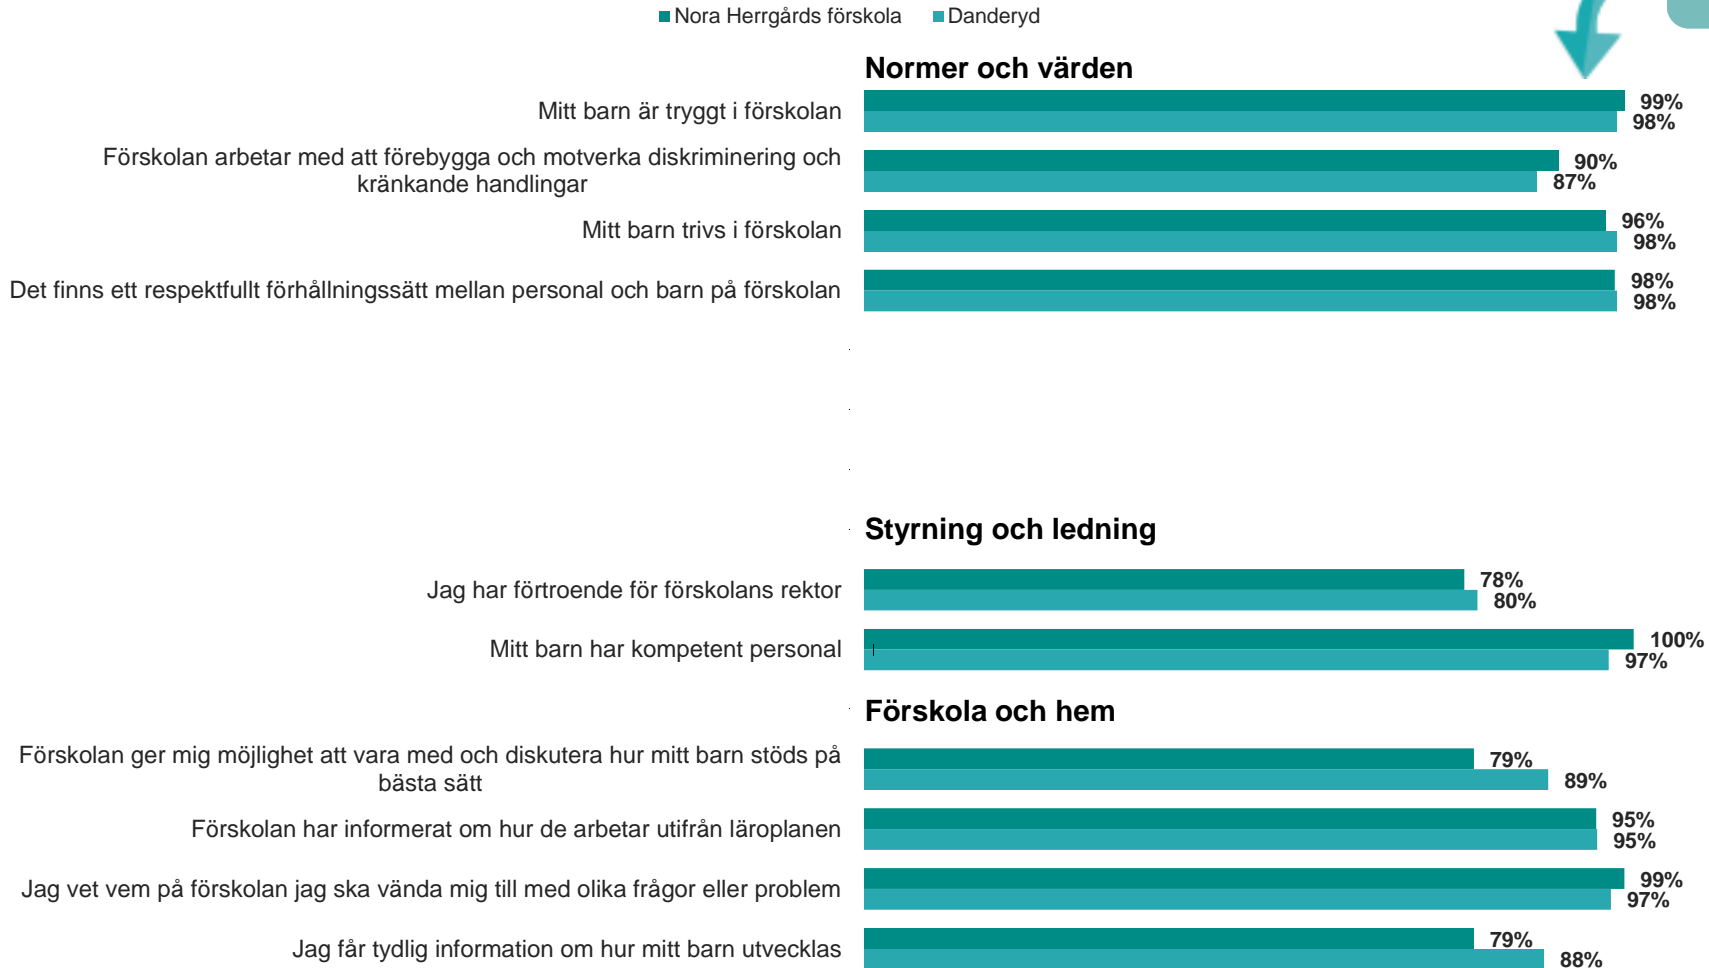 Nora Herrgårds förskola Danderyd
Normer och värden
Mitt barn är tryggt i förskolan 99%
98%
Förskolan arbetar med att förebygga och motverka diskriminering och
kränkande handlingar
90%
87%
Mitt barn trivs i förskolan 96%
98%
Det finns ett respektfullt förhållningssätt mellan personal och barn på förskolan 98%
98%
Styrning och ledning
Jag har förtroende för förskolans rektor 78%
80%
Mitt barn har kompetent personal 100%
97%
Förskola och hem
Förskolan ger mig möjlighet att vara med och diskutera hur mitt barn stöds på
bästa sätt
79%
89%
Förskolan har informerat om hur de arbetar utifrån läroplanen 95%
95%
Jag vet vem på förskolan jag ska vända mig till med olika frågor eller problem 99%
97%
Jag får tydlig information om hur mitt barn utvecklas 79%
88%